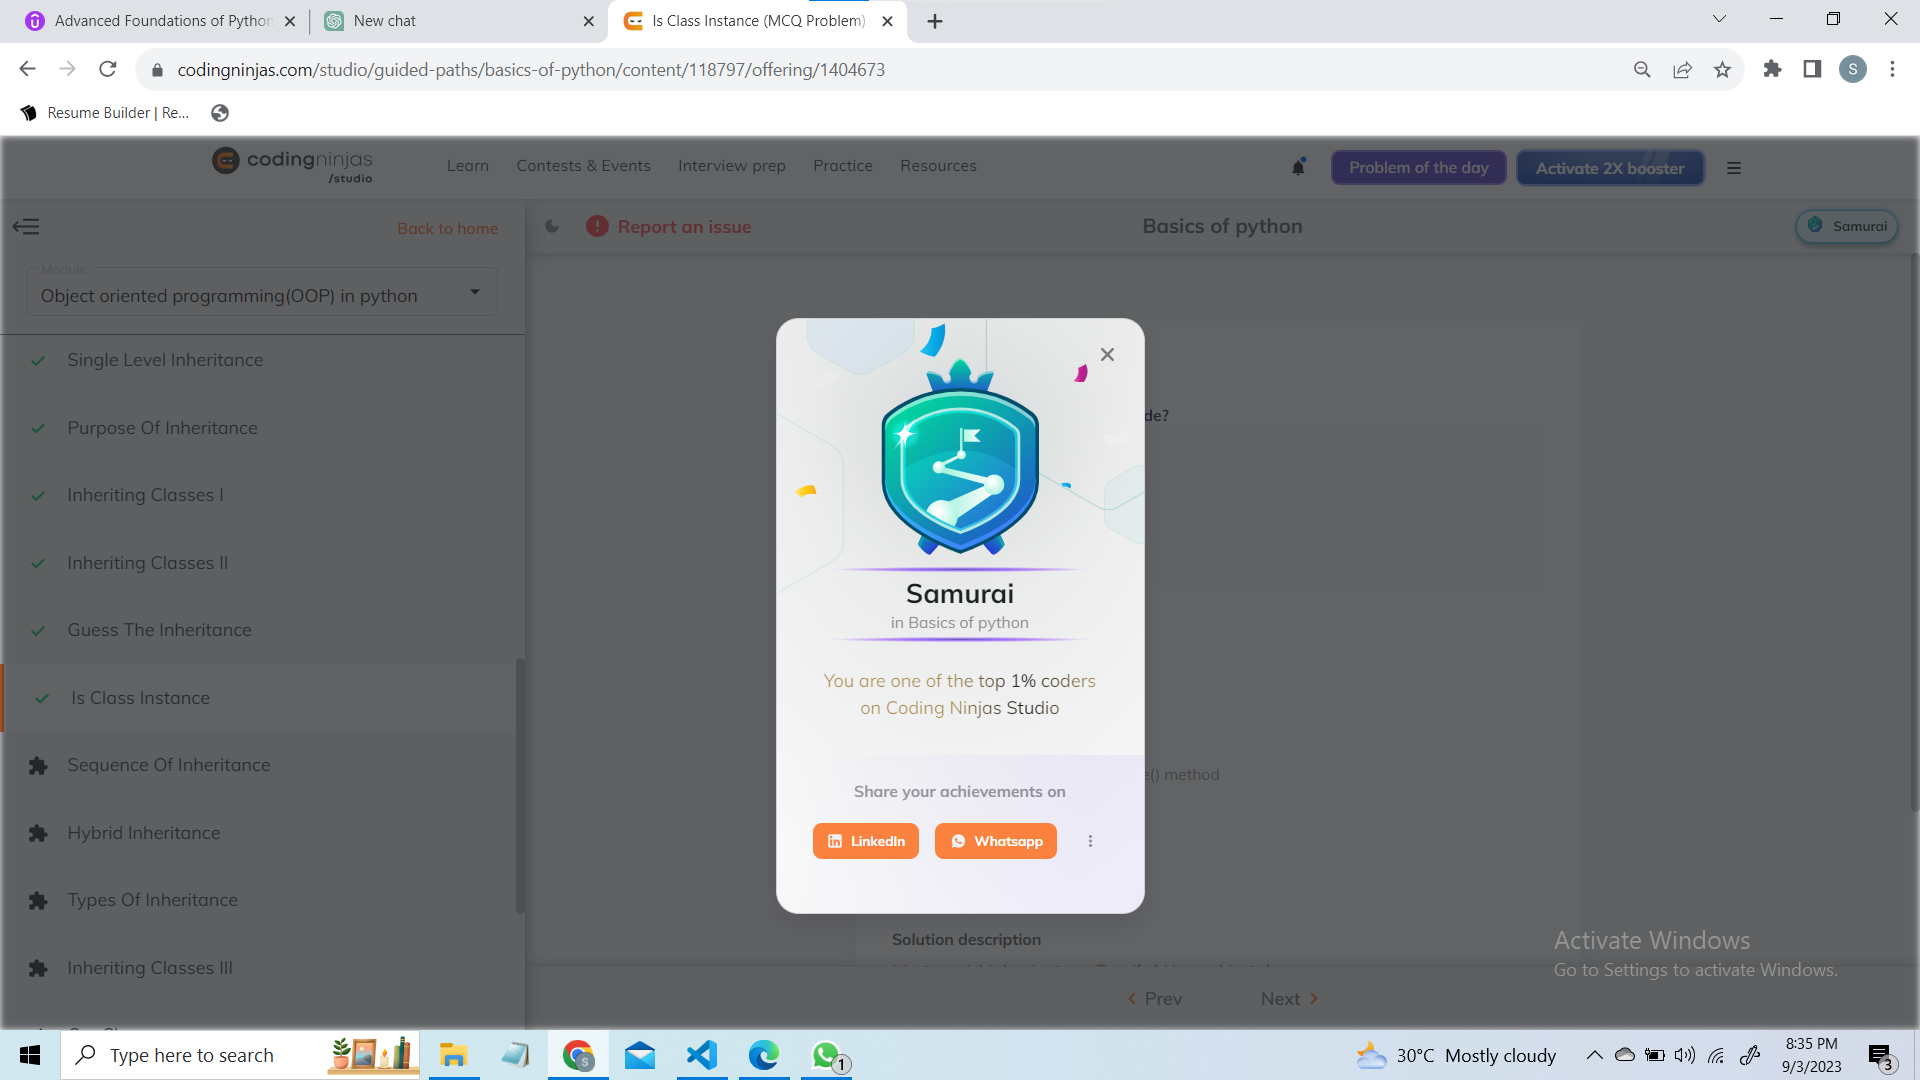 Advanced Foundations of Python
New chat
Is Class Instance (MCQ Problem)
codingninjas.com/studio/guided-paths/basics-of-python/content/118797/offering/1404673
S
Resume Builder | Re...
codingninjas
/studio
Learn
Contests & Events
Interview prep
Practice
Resources
Problem of the day
Activate 2X booster
Back to home
Report an issue
Basics of python
Samurai
Module
Object oriented programming(OOP) in python
Single Level Inheritance
Purpose Of Inheritance
Inheriting Classes I
Inheriting Classes II
Guess The Inheritance
Is Class Instance
Sequence Of Inheritance
Hybrid Inheritance
Types Of Inheritance
Inheriting Classes III
de?
e() method
Samurai
in Basics of python
You are one of the top 1% coders
on Coding Ninjas Studio
Share your achievements on
LinkedIn
Whatsapp
Solution description
Prev
Next
Activate Windows
Go to Settings to activate Windows.
Type here to search
S
1
30°C Mostly cloudy
8:35 PM
9/3/2023
3